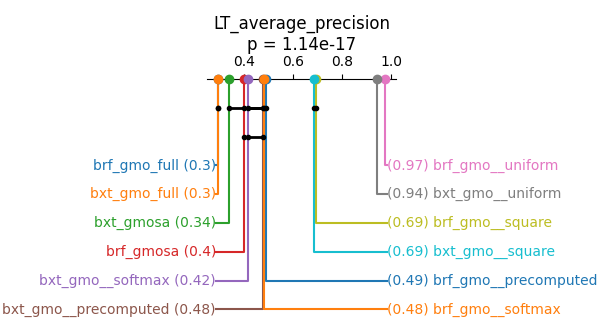 LT_average_precision
p = 1.14e-17
0.4 0.6 0.8 1.0
brf_gmo_full (0.3) (0.97) brf_gmo__uniform
bxt_gmo_full (0.3) (0.94) bxt_gmo__uniform
bxt_gmosa (0.34) (0.69) brf_gmo__square
brf_gmosa (0.4) (0.69) bxt_gmo__square
bxt_gmo__softmax (0.42) (0.49) brf_gmo__precomputed
bxt_gmo__precomputed (0.48) (0.48) brf_gmo__softmax